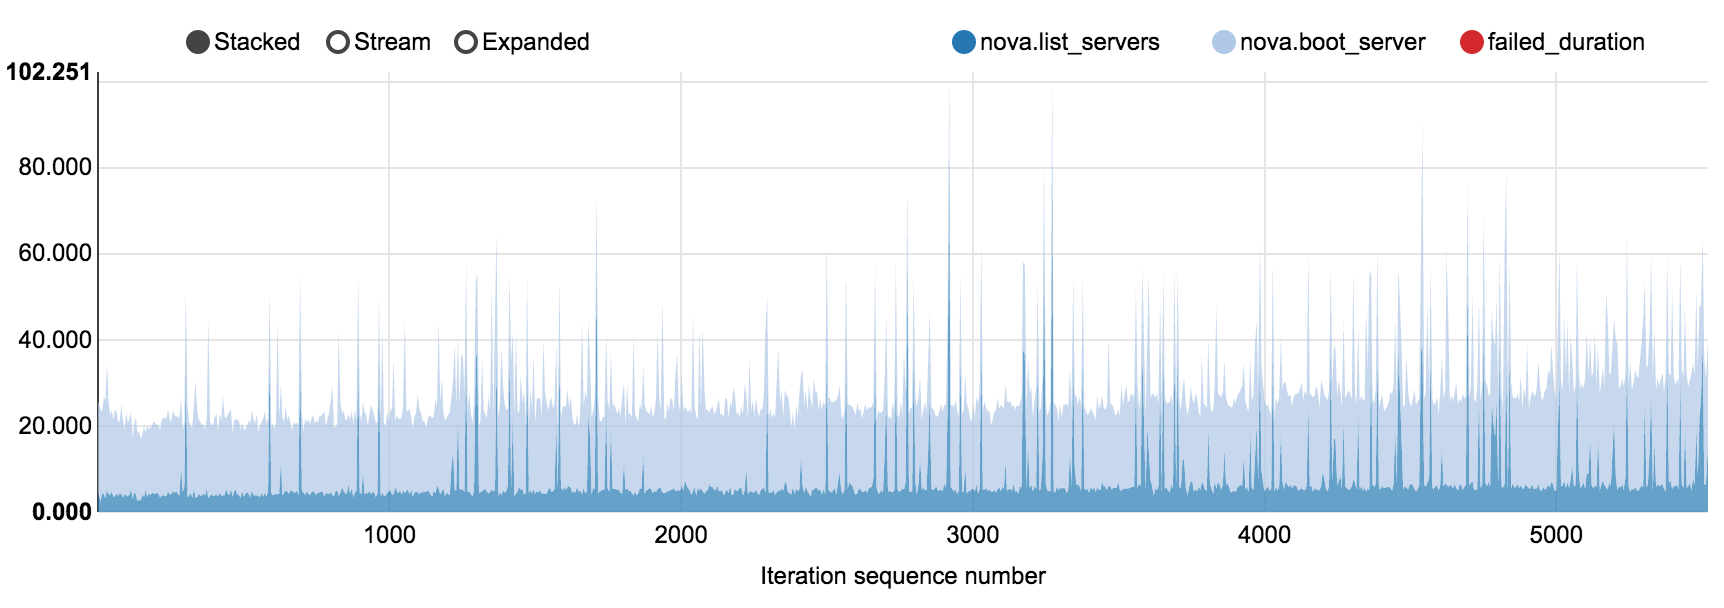 Stacked Stream Expanded nova.list_servers nova.boot_server failed_duration
102.251
80.000
60.000
40.000
20.000
0.000
1000 2000 3000 4000 5000
Iteration sequence number